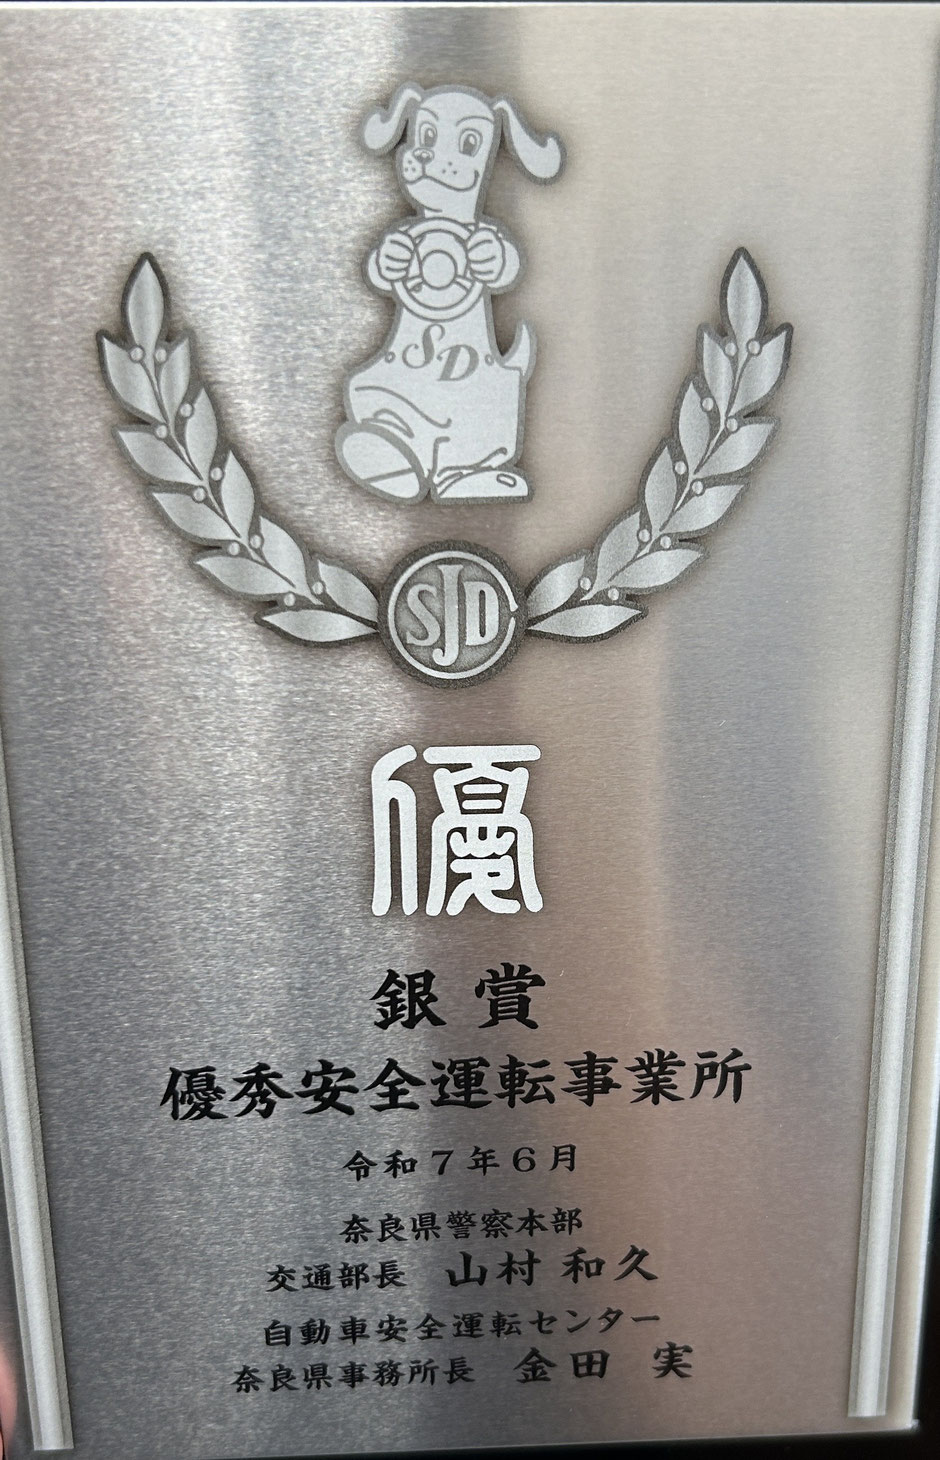 SD
SJD
優
銀賞
優秀安全運転事業所
令和7年6月
奈良県警察本部
交通部長 山村 和久
自動車安全運転センター
奈良県事務所長 金田 実